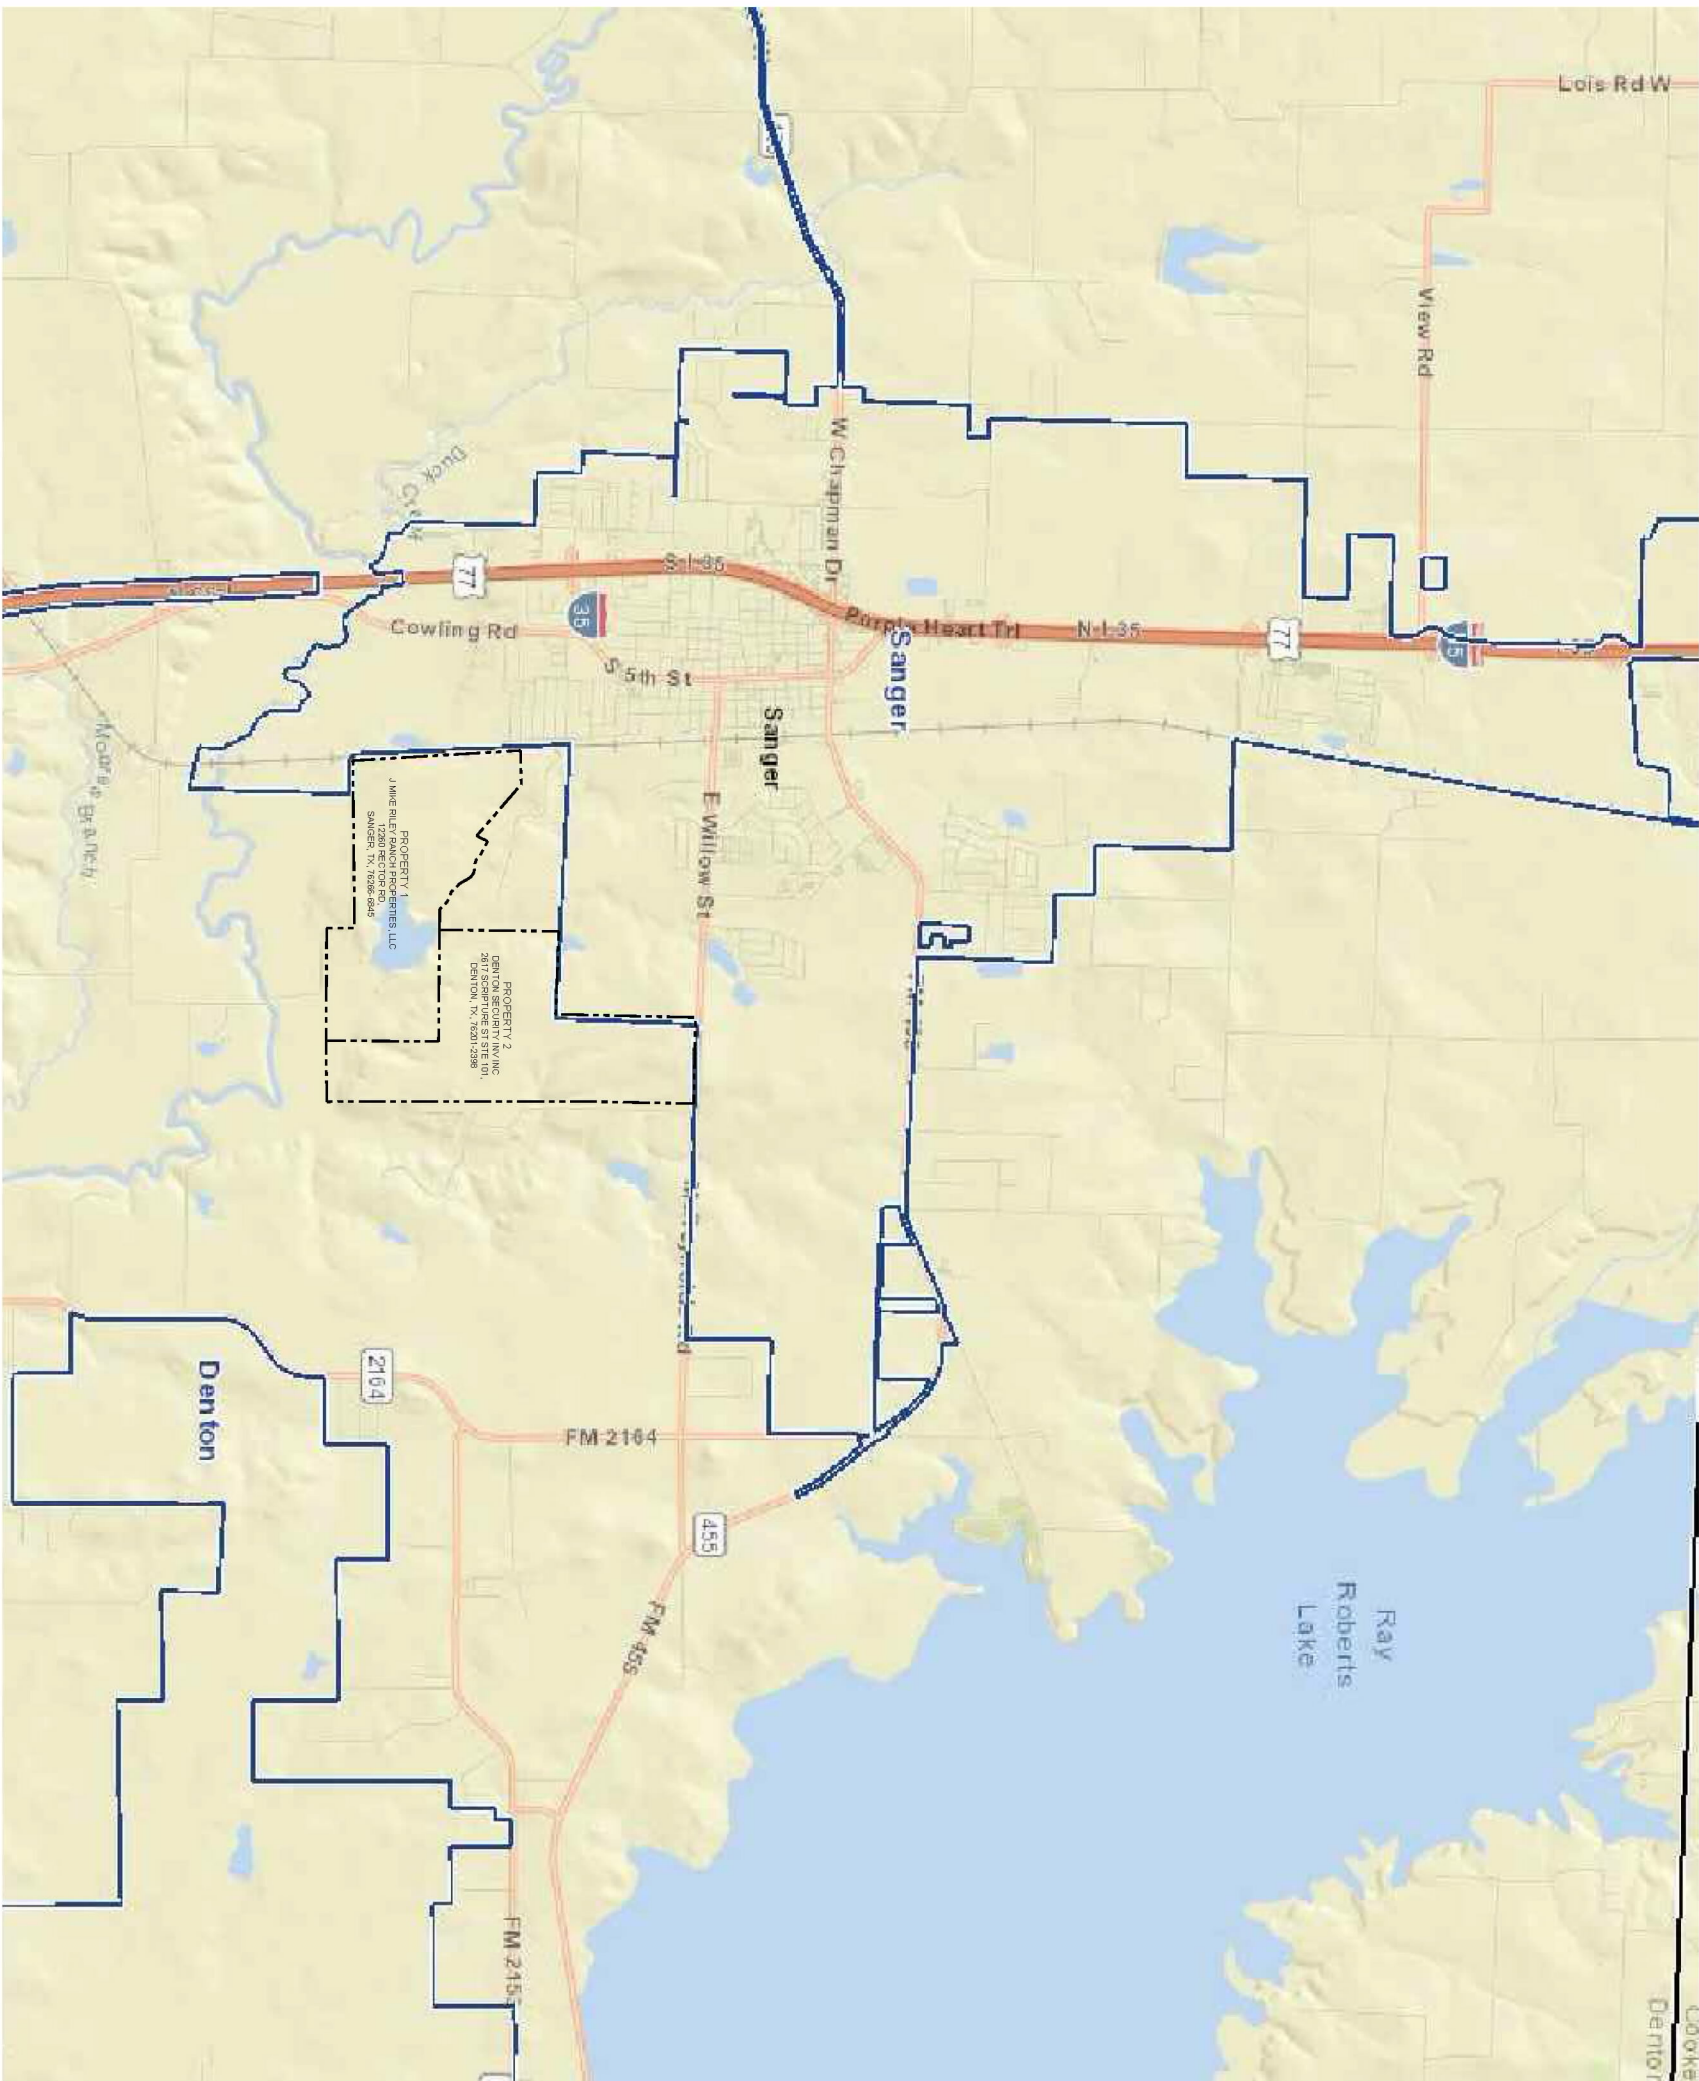 Lois Rd W
View Rd
W Chapman Dr
Duck Creek
77
S I-35
35
Cowling Rd
S 5th St
Purple Heart Trl
N I-35
77
Sanger
Sanger
E Willow St
Moores Branch
PROPERTY 1
J MIKE RILEY RANCH PROPERTIES, LLC
12260 RECTOR RD,
SANGER, TX, 76266-6845
PROPERTY 2
DENTON SECURITY INV INC
2617 SCRIPTURE ST STE 101,
DENTON, TX, 76201-2398
Denton
2164
FM 2164
455
FM 455
FM 2153
Ray
Roberts
Lake
Cooke
Denton